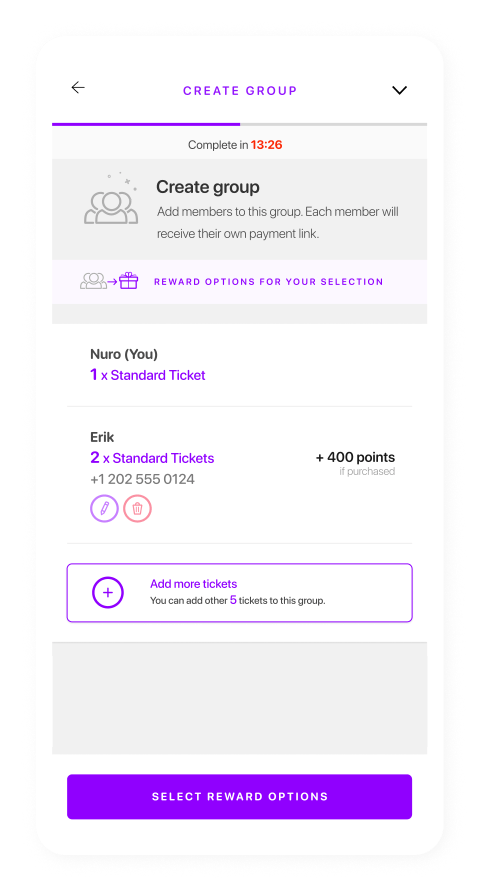 CREATE GROUP
Complete in 13:26
Create group
Add members to this group. Each member will
receive their own payment link.
REWARD OPTIONS FOR YOUR SELECTION
Nuro (You)
1 x Standard Ticket
Erik
2 x Standard Tickets
+ 400 points
if purchased
+1 202 555 0124
Add more tickets
You can add other 5 tickets to this group.
SELECT REWARD OPTIONS